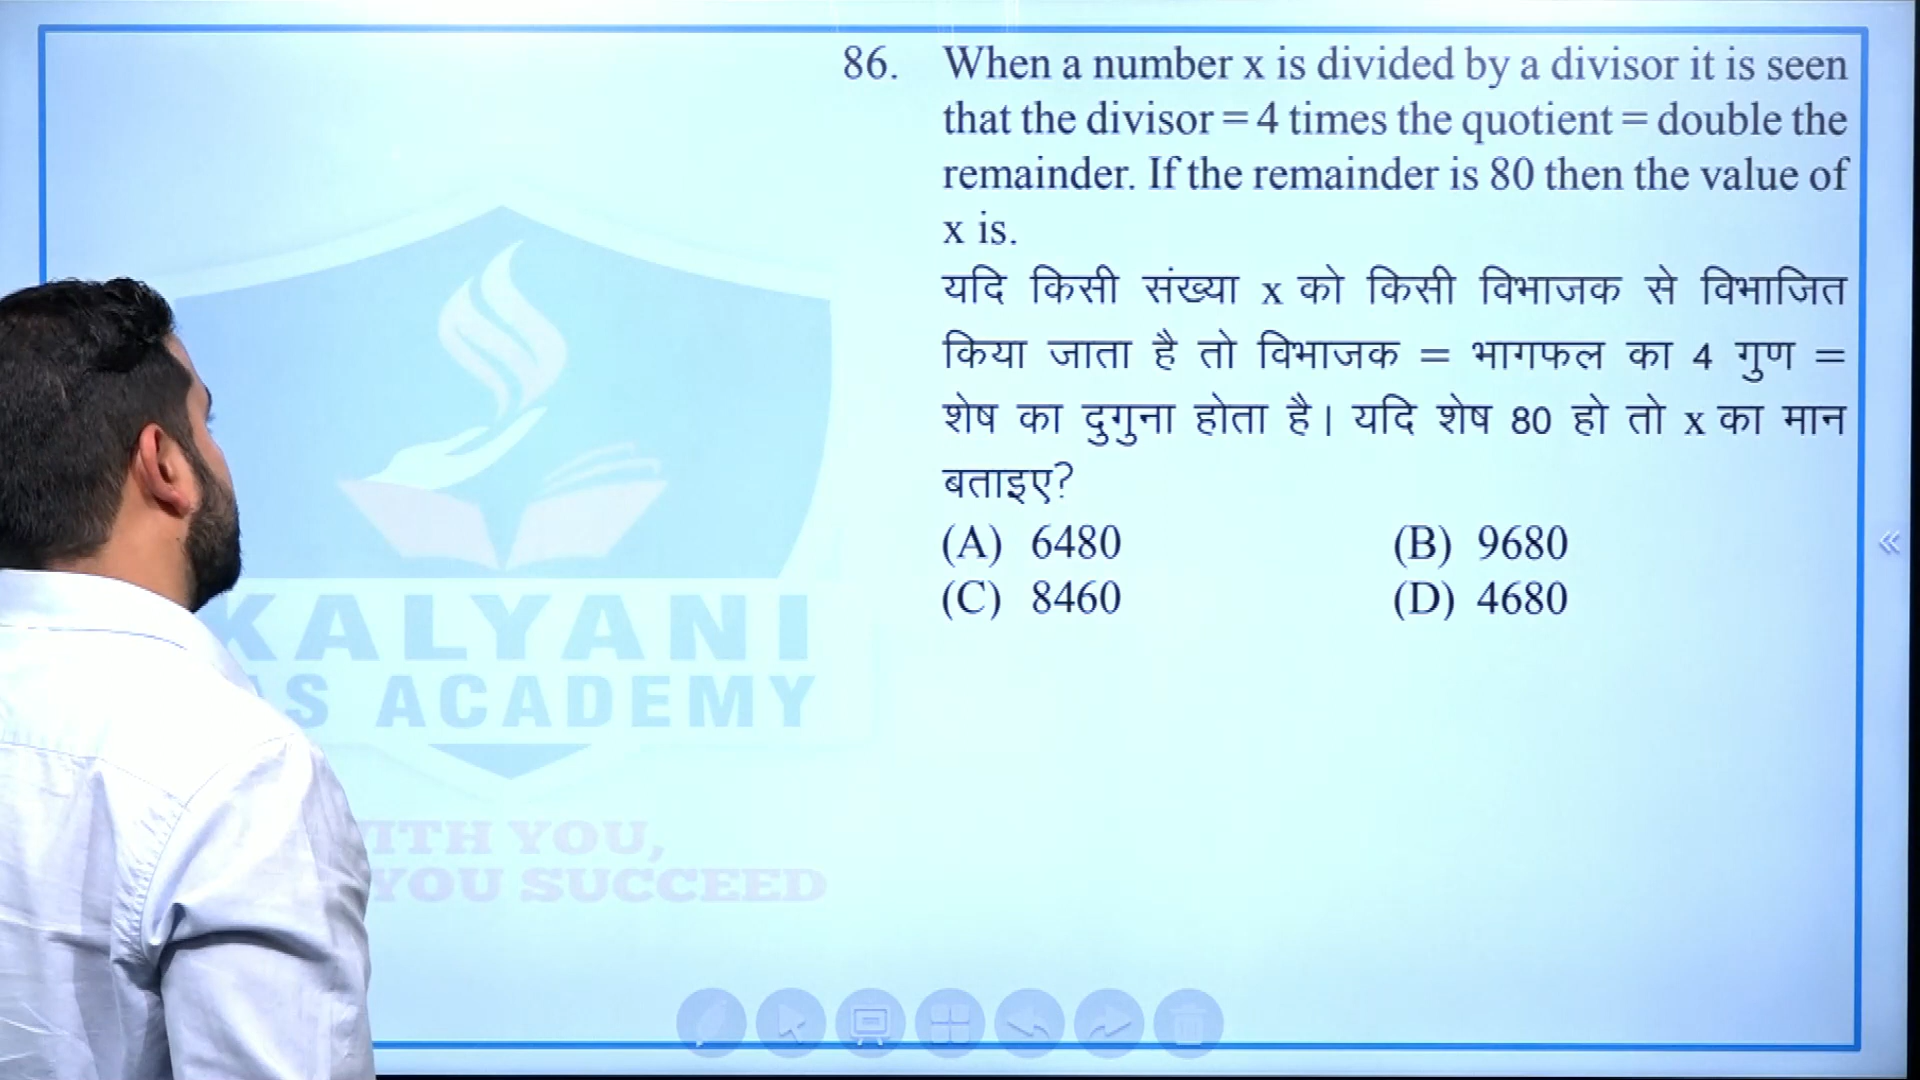 86. When a number x is divided by a divisor it is seen
that the divisor = 4 times the quotient = double the
remainder. If the remainder is 80 then the value of
x is.
यदि किसी संख्या x को किसी विभाजक से विभाजित
किया जाता है तो विभाजक = भागफल का 4 गुण =
शेष का दुगुना होता है। यदि शेष 80 हो तो x का मान
बताइए?
(A) 6480 (B) 9680
(C) 8460 (D) 4680
KALYANI
AS ACADEMY
ITH YOU,
YOU SUCCEED